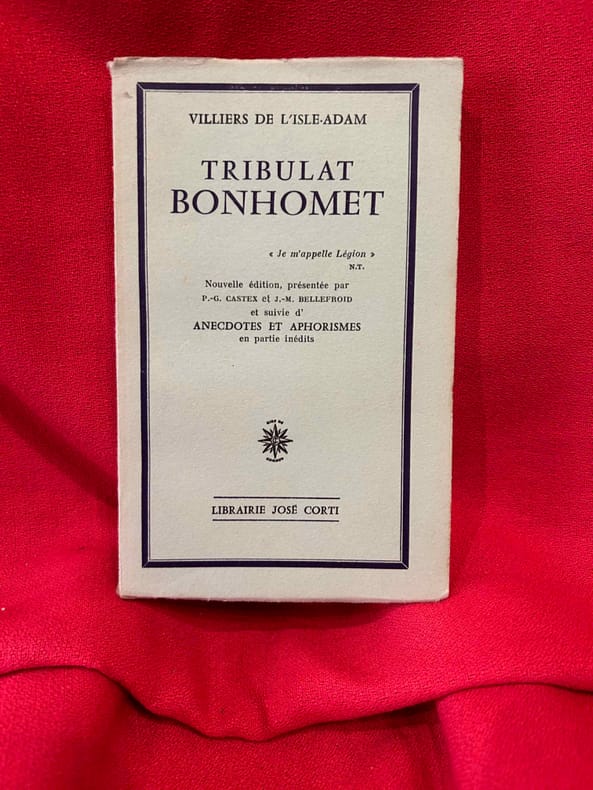 VILLIERS DE L'ISLE-ADAM
TRIBULAT
BONHOMET
« Je m'appelle Légion »
N.T.
Nouvelle édition, présentée par
P.-G. CASTEX et J.-M. BELLEFROID
et suivie d'
ANECDOTES ET APHORISMES
en partie inédits
LIBRAIRIE JOSÉ CORTI